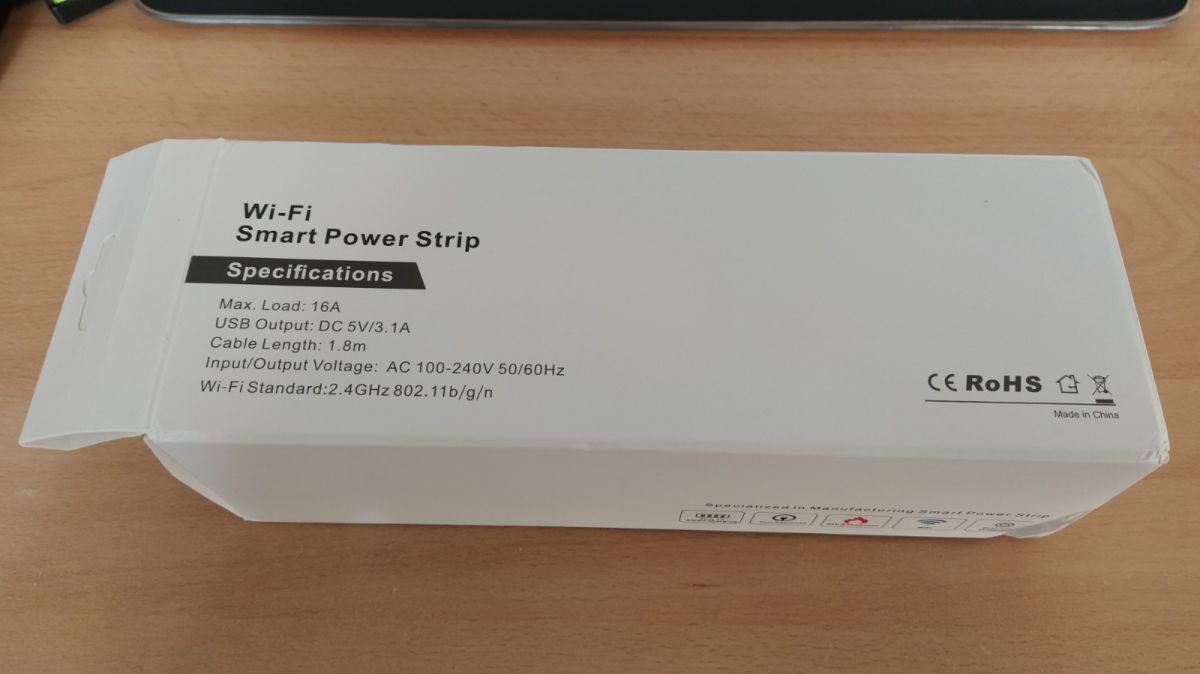 Wi-Fi
Smart Power Strip
Specifications
Max. Load: 16A
USB Output: DC 5V/3.1A
Cable Length: 1.8m
Input/Output Voltage: AC 100-240V 50/60Hz
Wi-Fi Standard:2.4GHz 802.11b/g/n
CE RoHS
Made in China
Specialized in Manufacturing Smart Power Strip